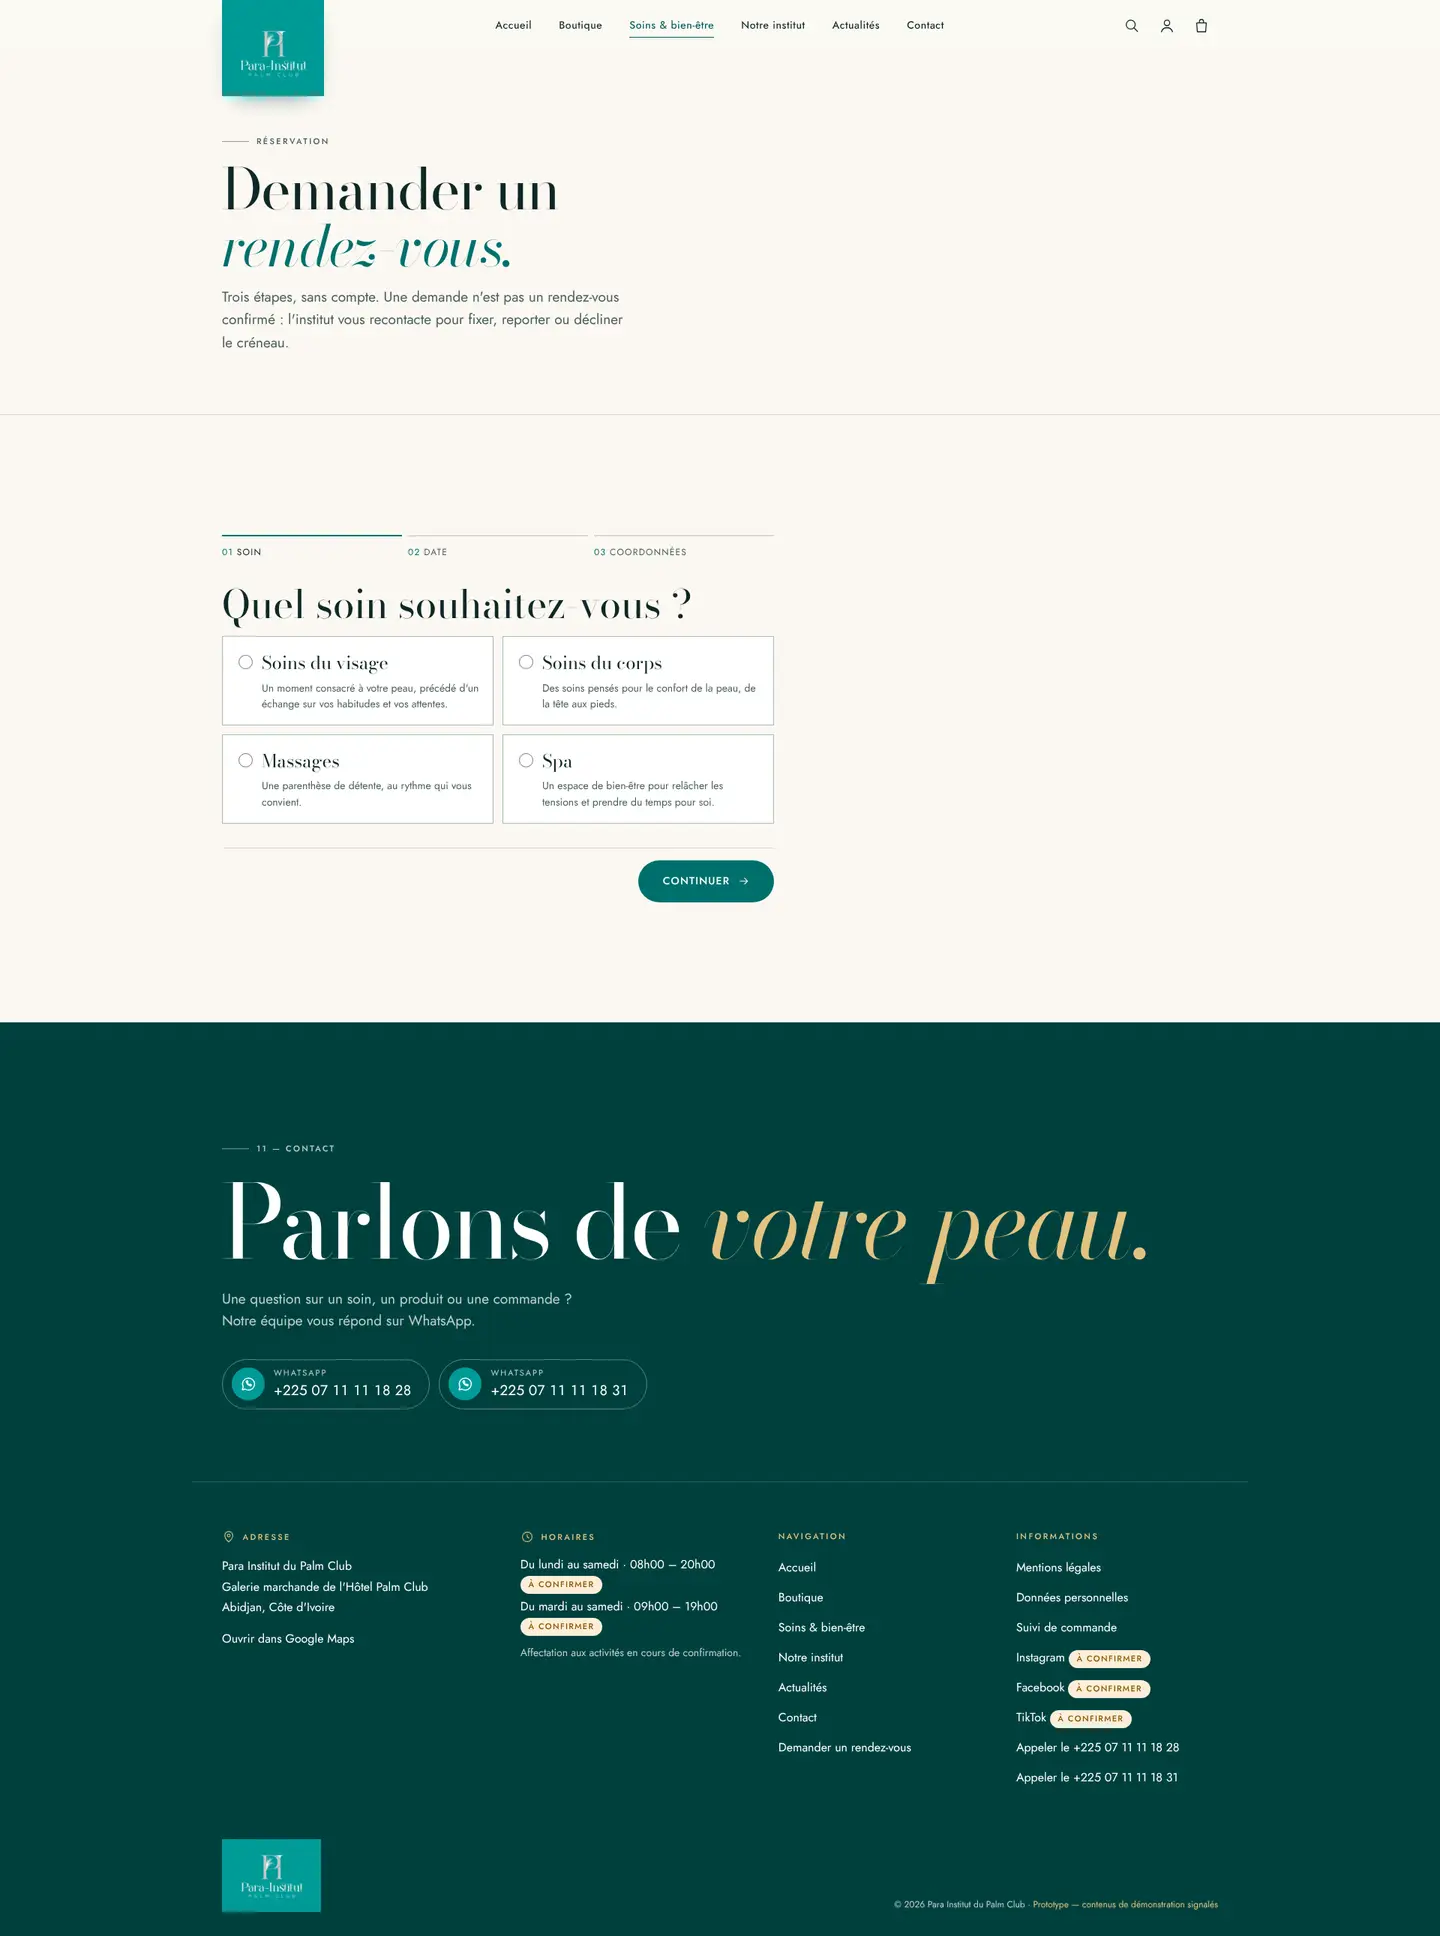 Para-Institut
PALM CLUB
Accueil
Boutique
Soins & bien-être
Notre institut
Actualités
Contact
RÉSERVATION
Demander un
rendez-vous.
Trois étapes, sans compte. Une demande n'est pas un rendez-vous
confirmé : l'institut vous recontacte pour fixer, reporter ou décliner
le créneau.
01 SOIN
02 DATE
03 COORDONNÉES
Quel soin souhaitez-vous ?
Soins du visage
Un moment consacré à votre peau, précédé d'un
échange sur vos habitudes et vos attentes.
Soins du corps
Des soins pensés pour le confort de la peau, de
la tête aux pieds.
Massages
Une parenthèse de détente, au rythme qui vous
convient.
Spa
Un espace de bien-être pour relâcher les
tensions et prendre du temps pour soi.
CONTINUER →
11 — CONTACT
Parlons de votre peau.
Une question sur un soin, un produit ou une commande ?
Notre équipe vous répond sur WhatsApp.
WHATSAPP
+225 07 11 11 18 28
WHATSAPP
+225 07 11 11 18 31
ADRESSE
Para Institut du Palm Club
Galerie marchande de l'Hôtel Palm Club
Abidjan, Côte d'Ivoire
Ouvrir dans Google Maps
HORAIRES
Du lundi au samedi · 08h00 – 20h00
À CONFIRMER
Du mardi au samedi · 09h00 – 19h00
À CONFIRMER
Affectation aux activités en cours de confirmation.
NAVIGATION
Accueil
Boutique
Soins & bien-être
Notre institut
Actualités
Contact
Demander un rendez-vous
INFORMATIONS
Mentions légales
Données personnelles
Suivi de commande
Instagram À CONFIRMER
Facebook À CONFIRMER
TikTok À CONFIRMER
Appeler le +225 07 11 11 18 28
Appeler le +225 07 11 11 18 31
Para-Institut
PALM CLUB
© 2026 Para Institut du Palm Club · Prototype — contenus de démonstration signalés